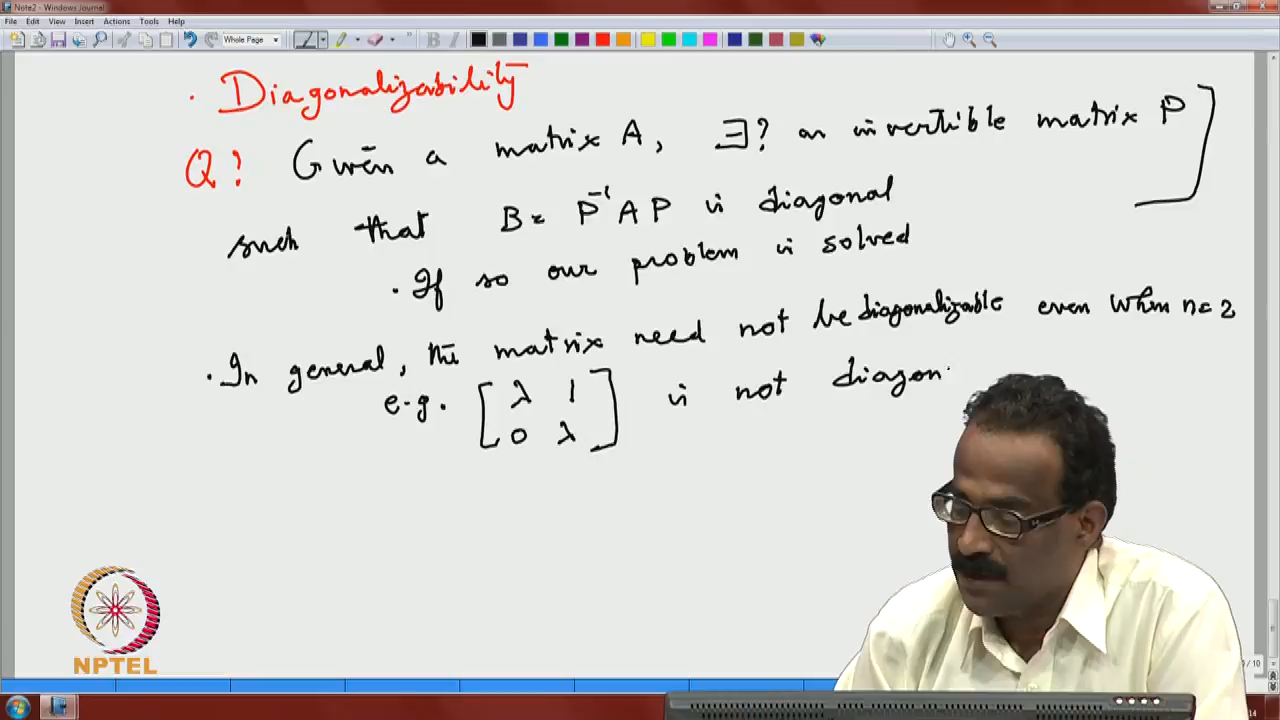 Note2 - Windows Journal
File Edit View Insert Actions Tools Help
Whole Page
· Diagonalizability
Q? Given a matrix A, ∃? an invertible matrix P
such that B = P⁻¹AP is diagonal
· If so our problem is solved
· In general, the matrix need not be diagonalizable even when n=2
e.g. [ λ 1
0 λ ] is not diagon
NPTEL